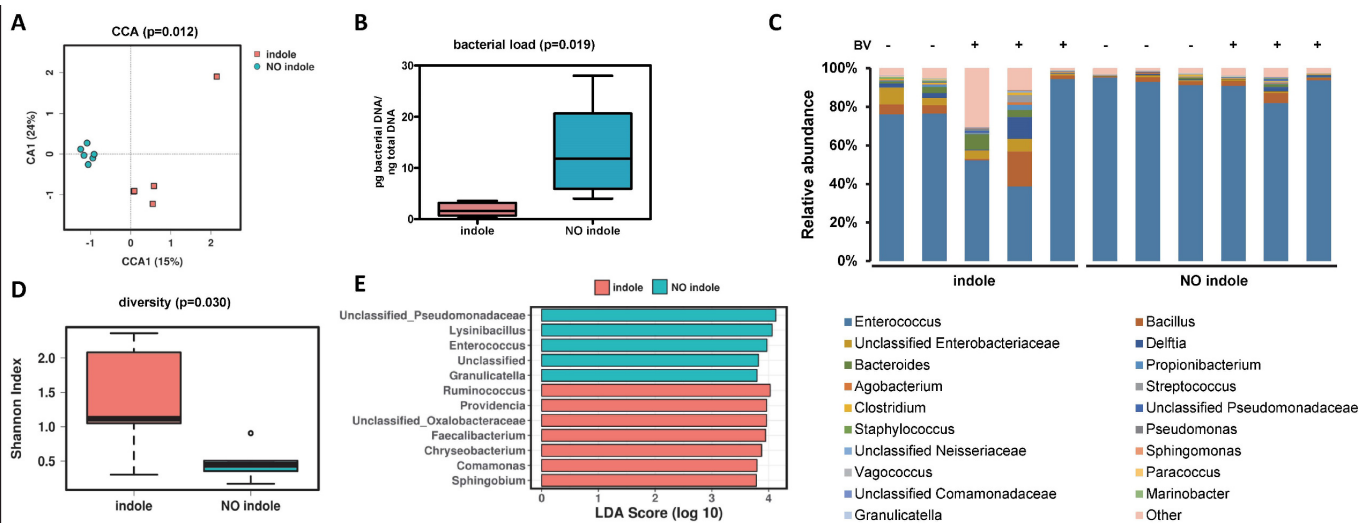 A
CCA (p=0.012)
indole
NO indole
CA1 (24%)
2
1
0
-1
-1
0
1
2
CCA1 (15%)
B
bacterial load (p=0.019)
pg bacterial DNA/
ng total DNA
30
20
10
0
indole
NO indole
C
BV - - + + + - - - + + +
Relative abundance
100%
80%
60%
40%
20%
0%
indole
NO indole
D
diversity (p=0.030)
Shannon Index
2.0
1.5
1.0
0.5
indole
NO indole
E
indole
NO indole
Unclassified_Pseudomonadaceae
Lysinibacillus
Enterococcus
Unclassified
Granulicatella
Ruminococcus
Providencia
Unclassified_Oxalobacteraceae
Faecalibacterium
Chryseobacterium
Comamonas
Sphingobium
0 1 2 3 4
LDA Score (log 10)
Enterococcus
Unclassified Enterobacteriaceae
Bacteroides
Agobacterium
Clostridium
Staphylococcus
Unclassified Neisseriaceae
Vagococcus
Unclassified Comamonadaceae
Granulicatella
Bacillus
Delftia
Propionibacterium
Streptococcus
Unclassified Pseudomonadaceae
Pseudomonas
Sphingomonas
Paracoccus
Marinobacter
Other